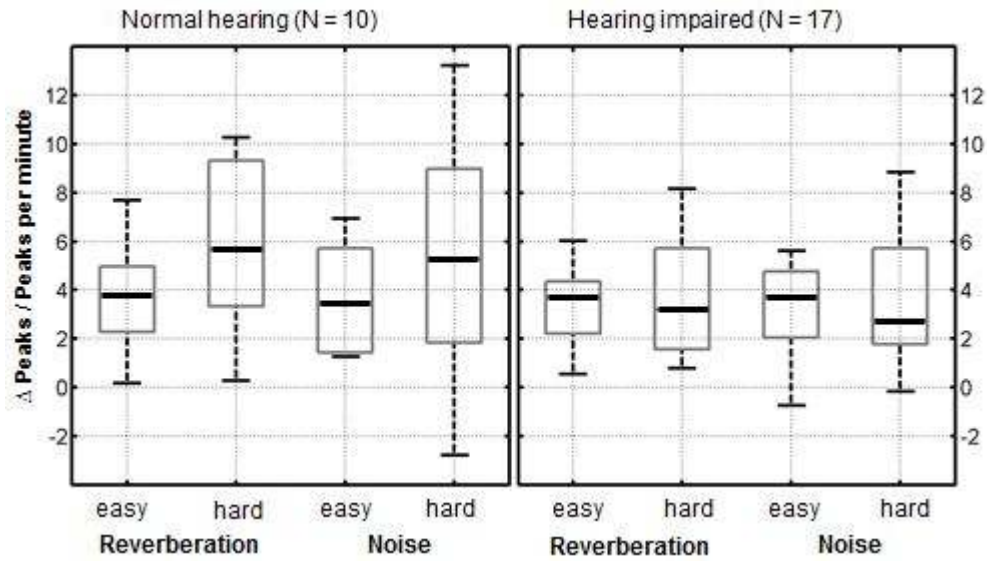 Normal hearing (N = 10)
Hearing impaired (N = 17)
Δ Peaks / Peaks per minute
12
10
8
6
4
2
0
-2
12
10
8
6
4
2
0
-2
easy hard easy hard
Reverberation Noise
easy hard easy hard
Reverberation Noise